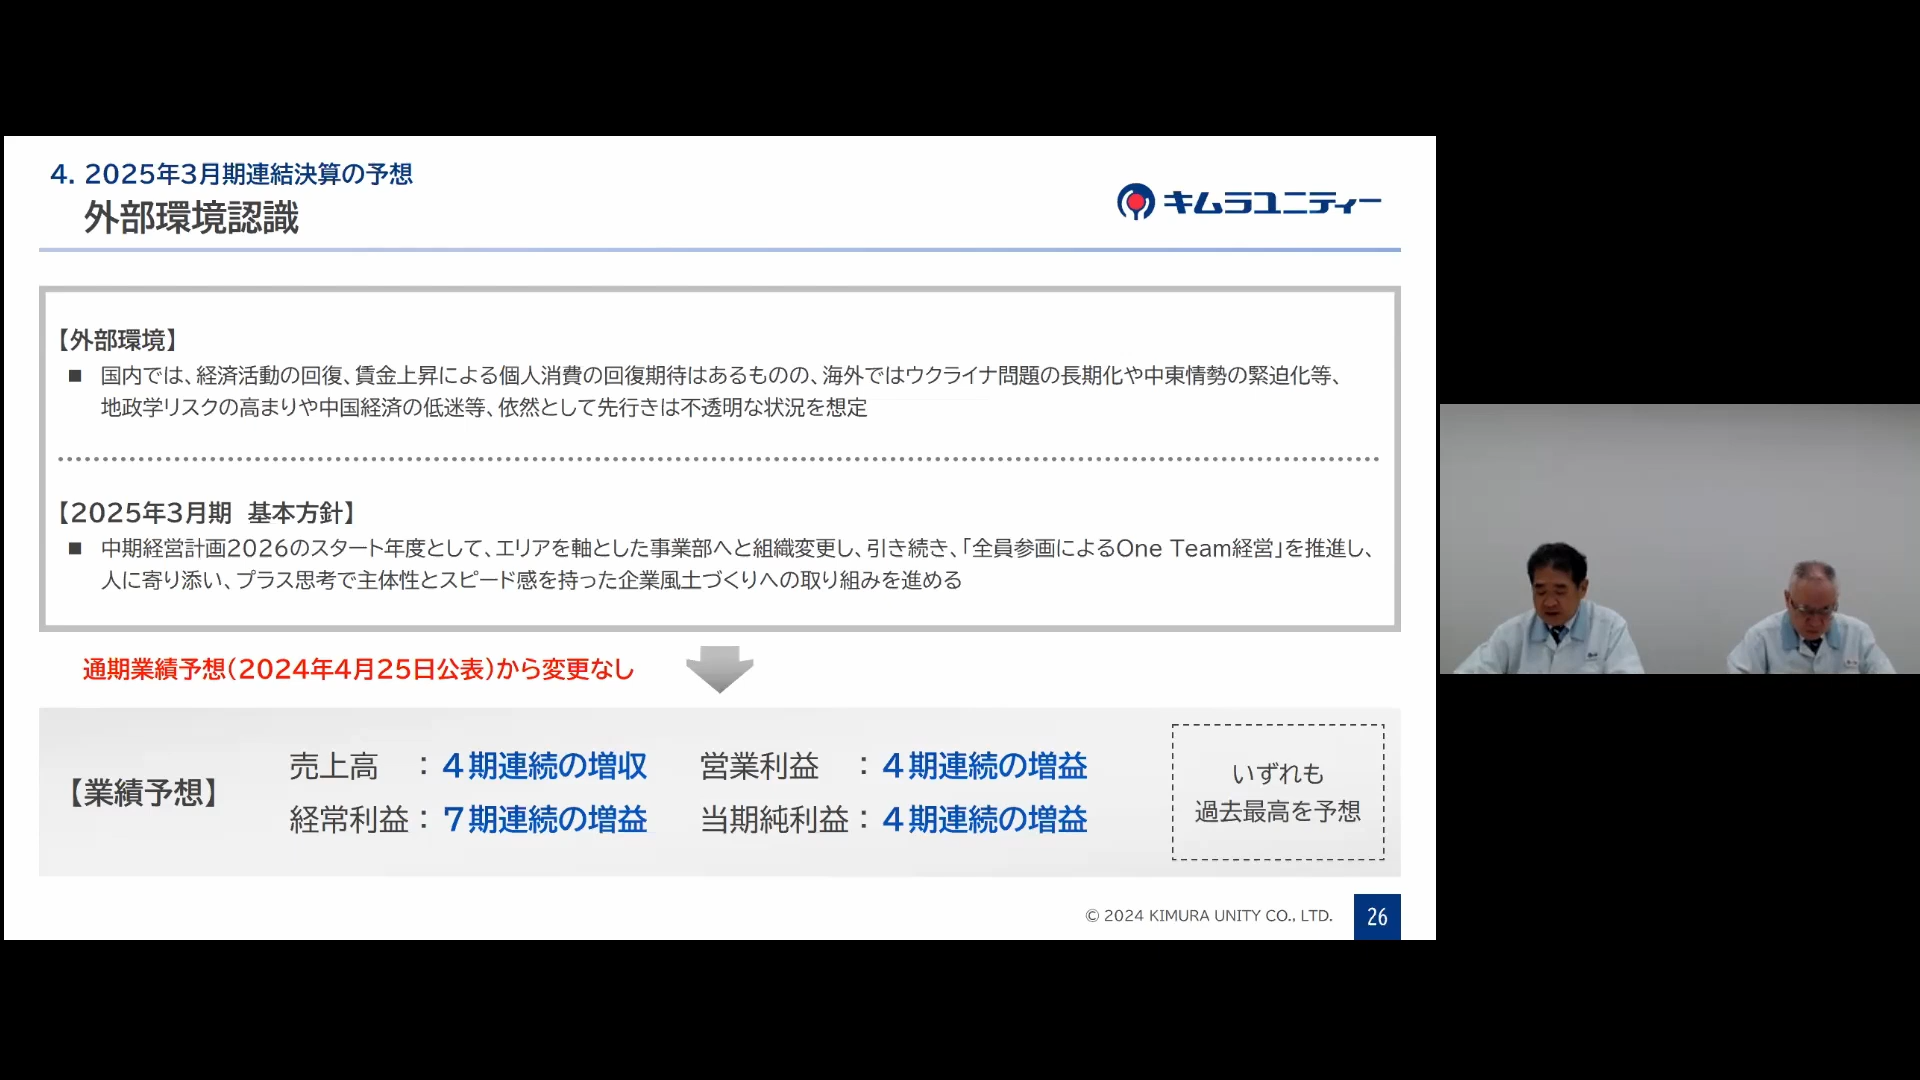 4. 2025年3月期連結決算の予想
外部環境認識
キムラユニティー
【外部環境】
■ 国内では、経済活動の回復、賃金上昇による個人消費の回復期待はあるものの、海外ではウクライナ問題の長期化や中東情勢の緊迫化等、
地政学リスクの高まりや中国経済の低迷等、依然として先行きは不透明な状況を想定
【2025年3月期 基本方針】
■ 中期経営計画2026のスタート年度として、エリアを軸とした事業部へと組織変更し、引き続き、「全員参画によるOne Team経営」を推進し、
人に寄り添い、プラス思考で主体性とスピード感を持った企業風土づくりへの取り組みを進める
通期業績予想(2024年4月25日公表)から変更なし
【業績予想】
売上高 : 4期連続の増収 営業利益 : 4期連続の増益
経常利益 : 7期連続の増益 当期純利益 : 4期連続の増益
いずれも
過去最高を予想
© 2024 KIMURA UNITY CO., LTD.
26